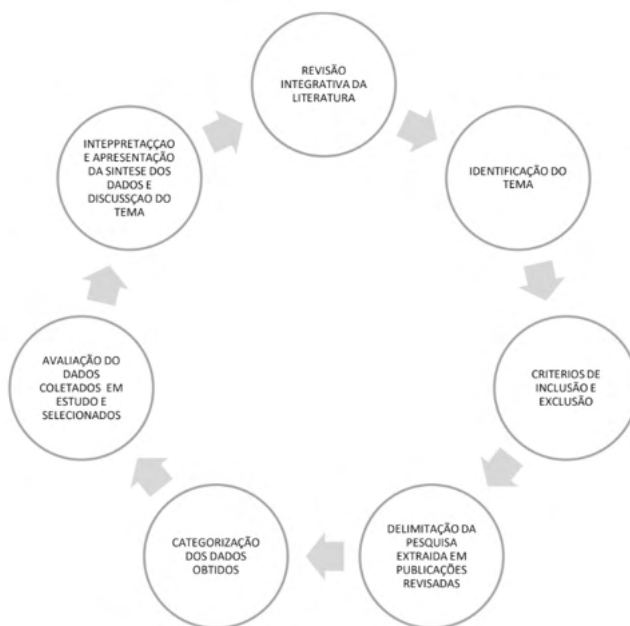 REVISÃO
INTEGRATIVA DA
LITERATURA
IDENTIFICAÇÃO DO
TEMA
CRITERIOS DE
INCLUSÃO E
EXCLUSÃO
DELIMITAÇÃO DA
PESQUISA
EXTRAIDA EM
PUBLICAÇÕES
REVISADAS
CATEGORIZAÇÃO
DOS DADOS
OBTIDOS
AVALIAÇÃO DO
DADOS
COLETADOS EM
ESTUDO E
SELECIONADOS
INTEPPRETAÇÇAO
E APRESENTAÇÃO
DA SINTESE DOS
DADOS E
DISCUSSÇAO DO
TEMA